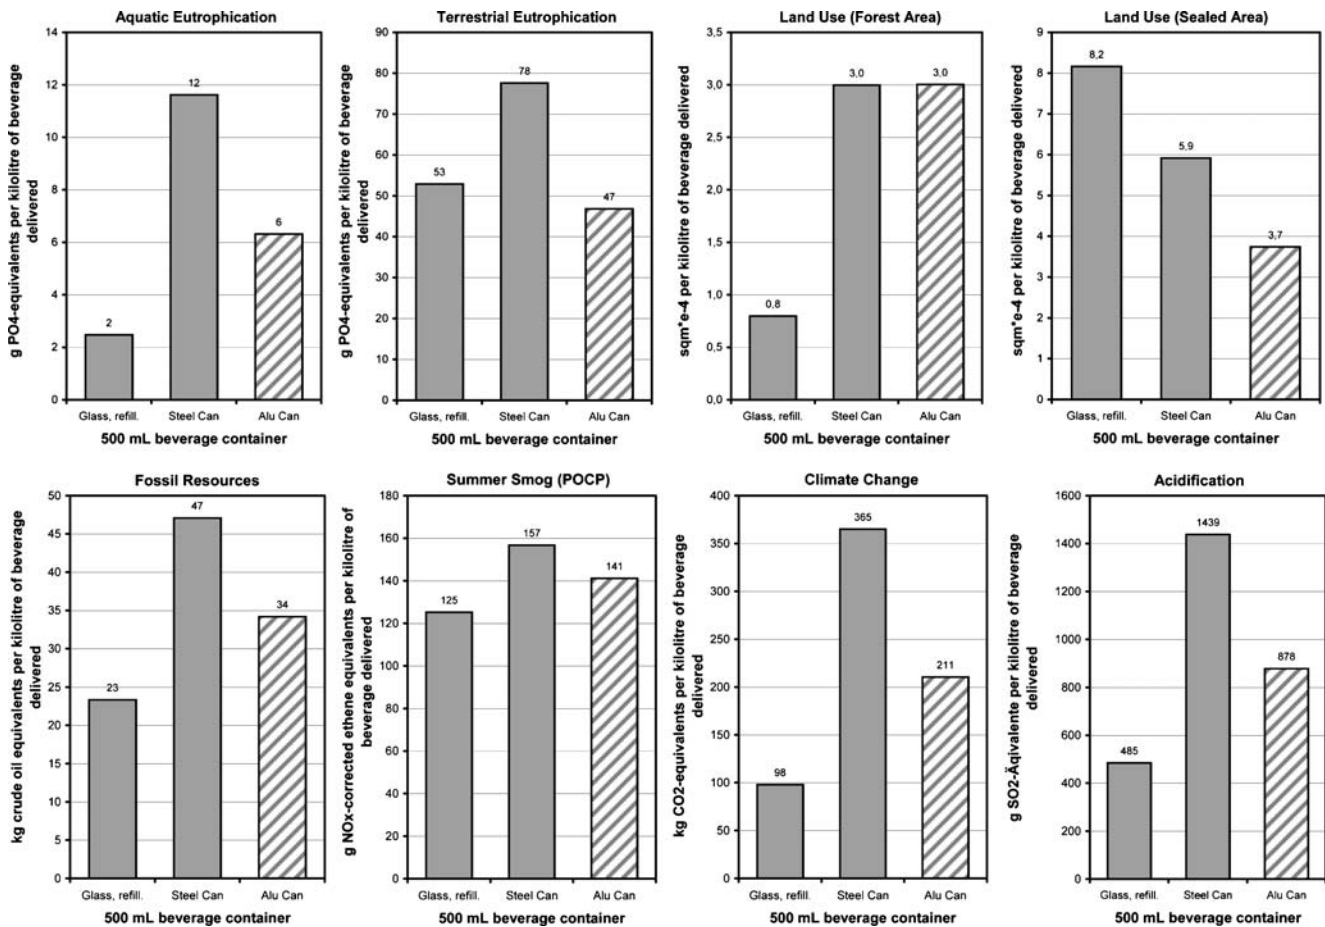 Aquatic Eutrophication
g PO4-equivalents per kilolitre of beverage
delivered
14
12
10
8
6
4
2
0
2
12
6
Glass, refill. Steel Can Alu Can
500 mL beverage container
Terrestrial Eutrophication
g PO4-equivalents per kilolitre of beverage
delivered
90
80
70
60
50
40
30
20
10
0
53
78
47
Glass, refill. Steel Can Alu Can
500 mL beverage container
Land Use (Forest Area)
sqm*e-4 per kilolitre of beverage delivered
3,5
3,0
2,5
2,0
1,5
1,0
0,5
0,0
0,8
3,0
3,0
Glass, refill. Steel Can Alu Can
500 mL beverage container
Land Use (Sealed Area)
sqm*e-4 per kilolitre of beverage delivered
9
8
7
6
5
4
3
2
1
0
8,2
5,9
3,7
Glass, refill. Steel Can Alu Can
500 mL beverage container
Fossil Resources
kg crude oil equivalents per kilolitre of beverage
delivered
50
45
40
35
30
25
20
15
10
5
0
23
47
34
Glass, refill. Steel Can Alu Can
500 mL beverage container
Summer Smog (POCP)
g NOx-corrected ethene equivalents per kilolitre of
beverage delivered
180
160
140
120
100
80
60
40
20
0
125
157
141
Glass, refill. Steel Can Alu Can
500 mL beverage container
Climate Change
kg CO2-equivalents per kilolitre of beverage
delivered
400
350
300
250
200
150
100
50
0
98
365
211
Glass, refill. Steel Can Alu Can
500 mL beverage container
Acidification
g SO2-Äqivalente per kilolitre of beverage
delivered
1600
1400
1200
1000
800
600
400
200
0
485
1439
878
Glass, refill. Steel Can Alu Can
500 mL beverage container